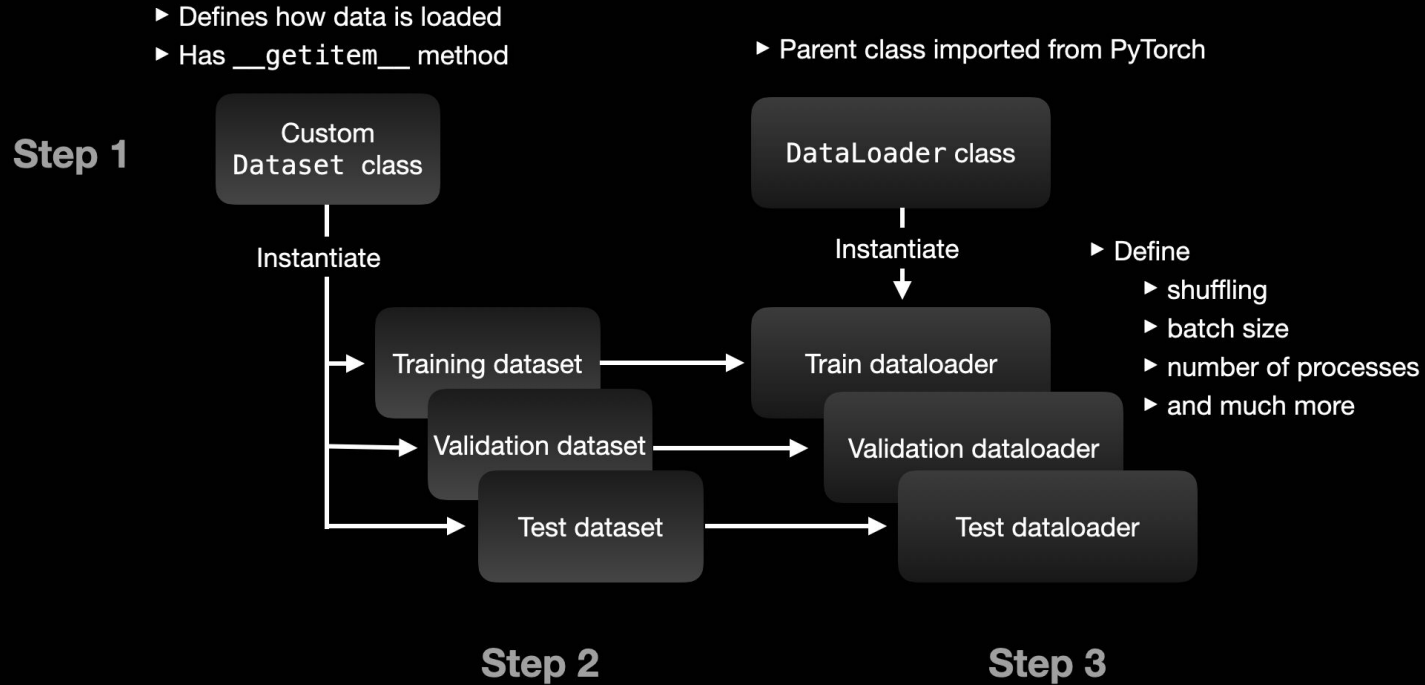 ▸ Defines how data is loaded
▸ Has __getitem__ method
▸ Parent class imported from PyTorch
Step 1
Custom
Dataset class
DataLoader class
Instantiate
Instantiate
▸ Define
▸ shuffling
▸ batch size
▸ number of processes
▸ and much more
Training dataset
Train dataloader
Validation dataset
Validation dataloader
Test dataset
Test dataloader
Step 2
Step 3